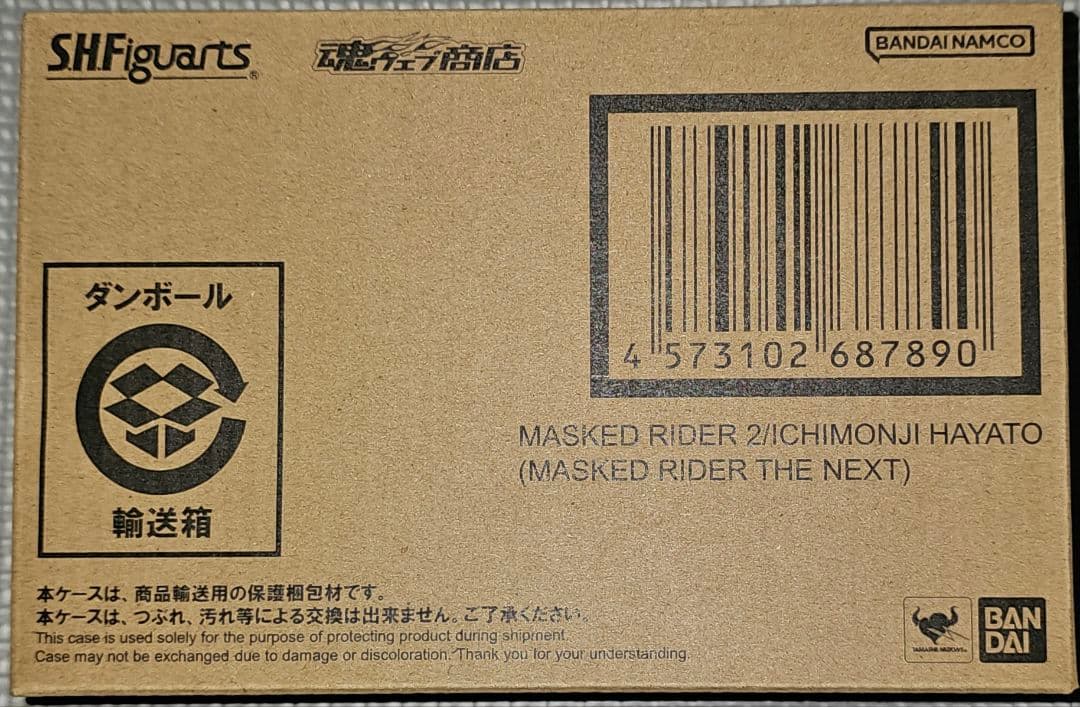 S.H.Figuarts®
魂ウェブ商店
BANDAI NAMCO
4 573102 687890
MASKED RIDER 2/ICHIMONJI HAYATO
(MASKED RIDER THE NEXT)
ダンボール
輸送箱
本ケースは、商品輸送用の保護梱包材です。
本ケースは、つぶれ、汚れ等による交換は出来ません。ご了承ください。
This case is used solely for the purpose of protecting product during shipment.
Case may not be exchanged due to damage or discoloration. Thank you for your understanding.
TAMASHII NATIONS
BAN
DAI